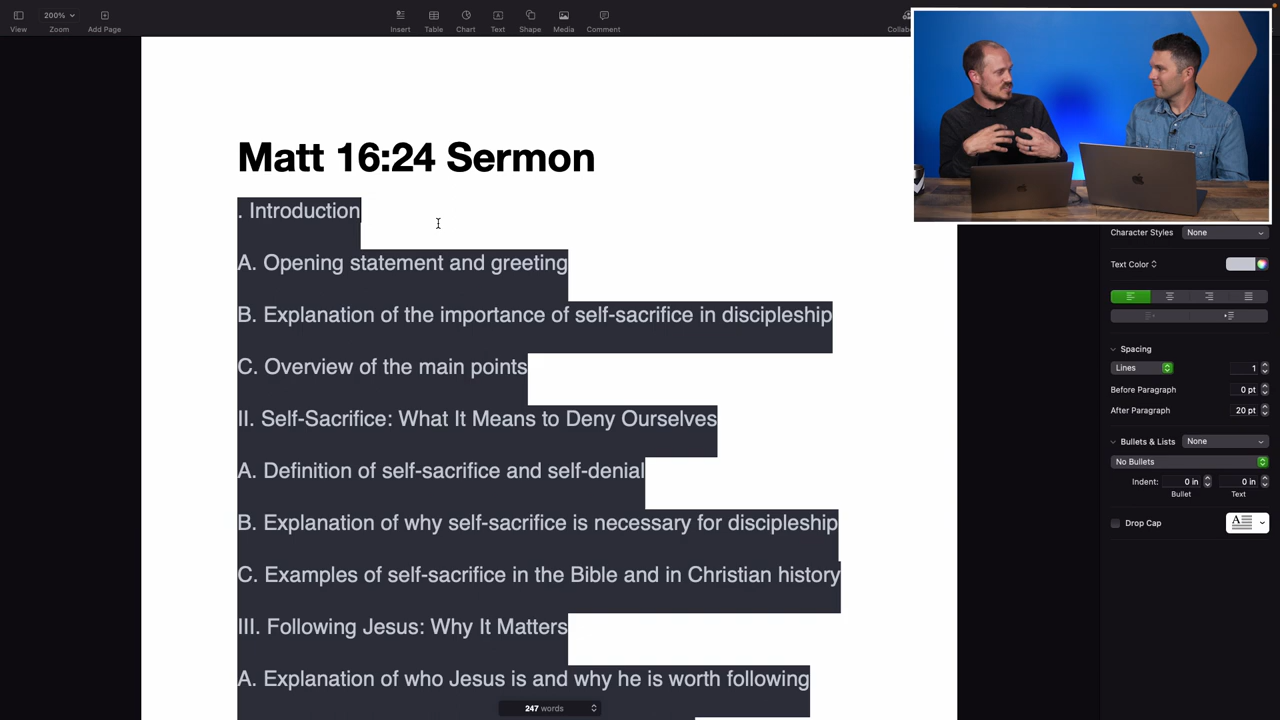 200%
View
Zoom
Add Page
Insert
Table
Chart
Text
Shape
Media
Comment
Collab
Matt 16:24 Sermon
. Introduction
A. Opening statement and greeting
B. Explanation of the importance of self-sacrifice in discipleship
C. Overview of the main points
II. Self-Sacrifice: What It Means to Deny Ourselves
A. Definition of self-sacrifice and self-denial
B. Explanation of why self-sacrifice is necessary for discipleship
C. Examples of self-sacrifice in the Bible and in Christian history
III. Following Jesus: Why It Matters
A. Explanation of who Jesus is and why he is worth following
247 words
Character Styles None
Text Color
Spacing
Lines 1
Before Paragraph 0 pt
After Paragraph 20 pt
Bullets & Lists None
No Bullets
Indent: 0 in 0 in
Bullet Text
Drop Cap A